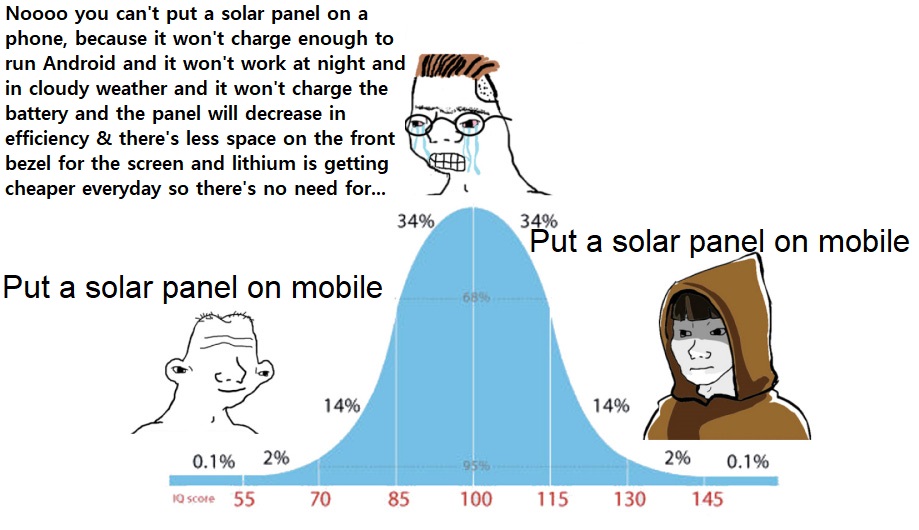 Noooo you can't put a solar panel on a
phone, because it won't charge enough to
run Android and it won't work at night and
in cloudy weather and it won't charge the
battery and the panel will decrease in
efficiency & there's less space on the front
bezel for the screen and lithium is getting
cheaper everyday so there's no need for...
34% 34%
Put a solar panel on mobile
Put a solar panel on mobile
68%
14% 14%
0.1% 2% 95% 2% 0.1%
IQ score 55 70 85 100 115 130 145